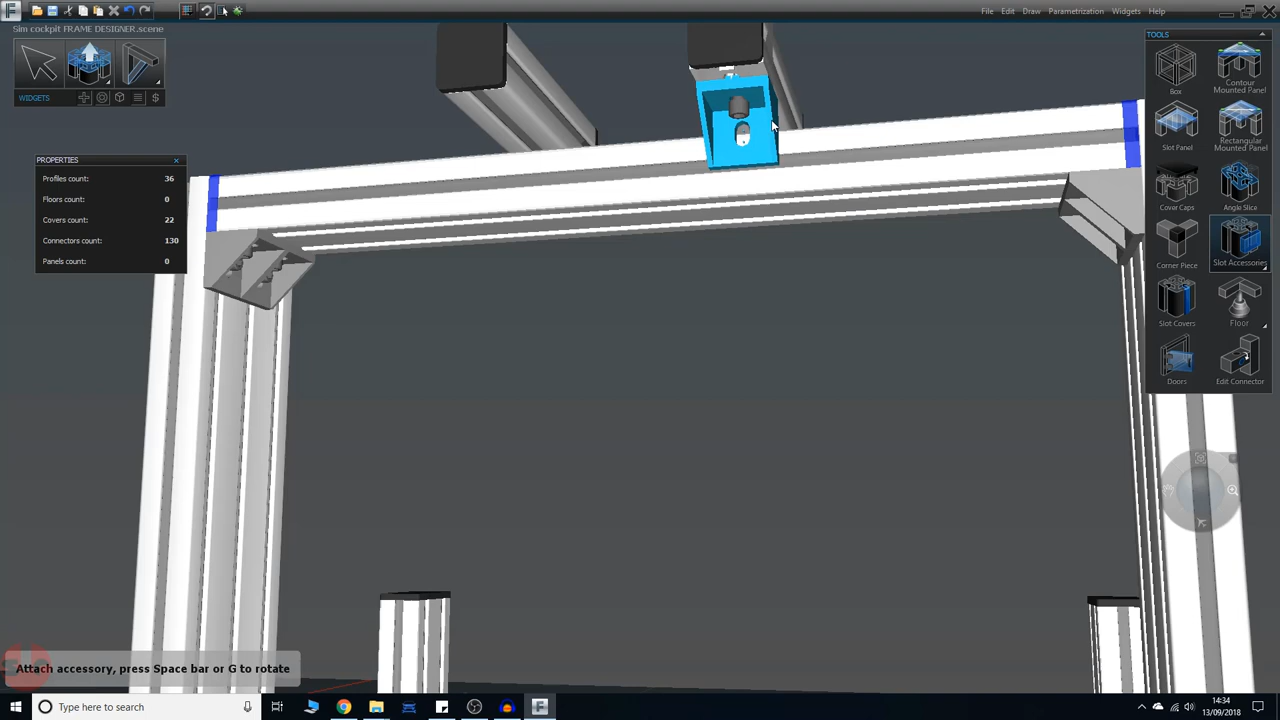 File Edit Draw Parametrization Widgets Help
Sim cockpit FRAME DESIGNER.scene
WIDGETS
$
PROPERTIES
Profiles count: 36
Floors count: 0
Covers count: 22
Connectors count: 130
Panels count: 0
TOOLS
Box
Contour
Mounted Panel
Slot Panel
Rectangular
Mounted Panel
Cover Caps
Angle Slice
Corner Piece
Slot Accessories
Slot Covers
Floor
Doors
Edit Connector
Attach accessory, press Space bar or G to rotate
Type here to search
14:34
13/09/2018